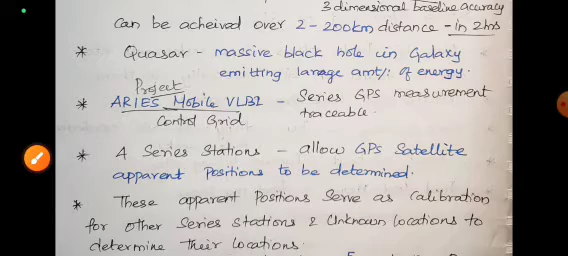 3 dimensional baseline accuracy
can be acheived over 2 - 200km distance - in 2hrs
* Quasar - massive black hole in Galaxy
emitting larage amt/: of energy.
Project
* ARIES Mobile VLBI - Series GPS measurement
Control Grid traceable.
* 4 Series Stations - allow GPS Satellite
apparent Positions to be determined.
* These apparent Positions Serve as Calibration
for other Series Stations & Unknown locations to
determine their locations.